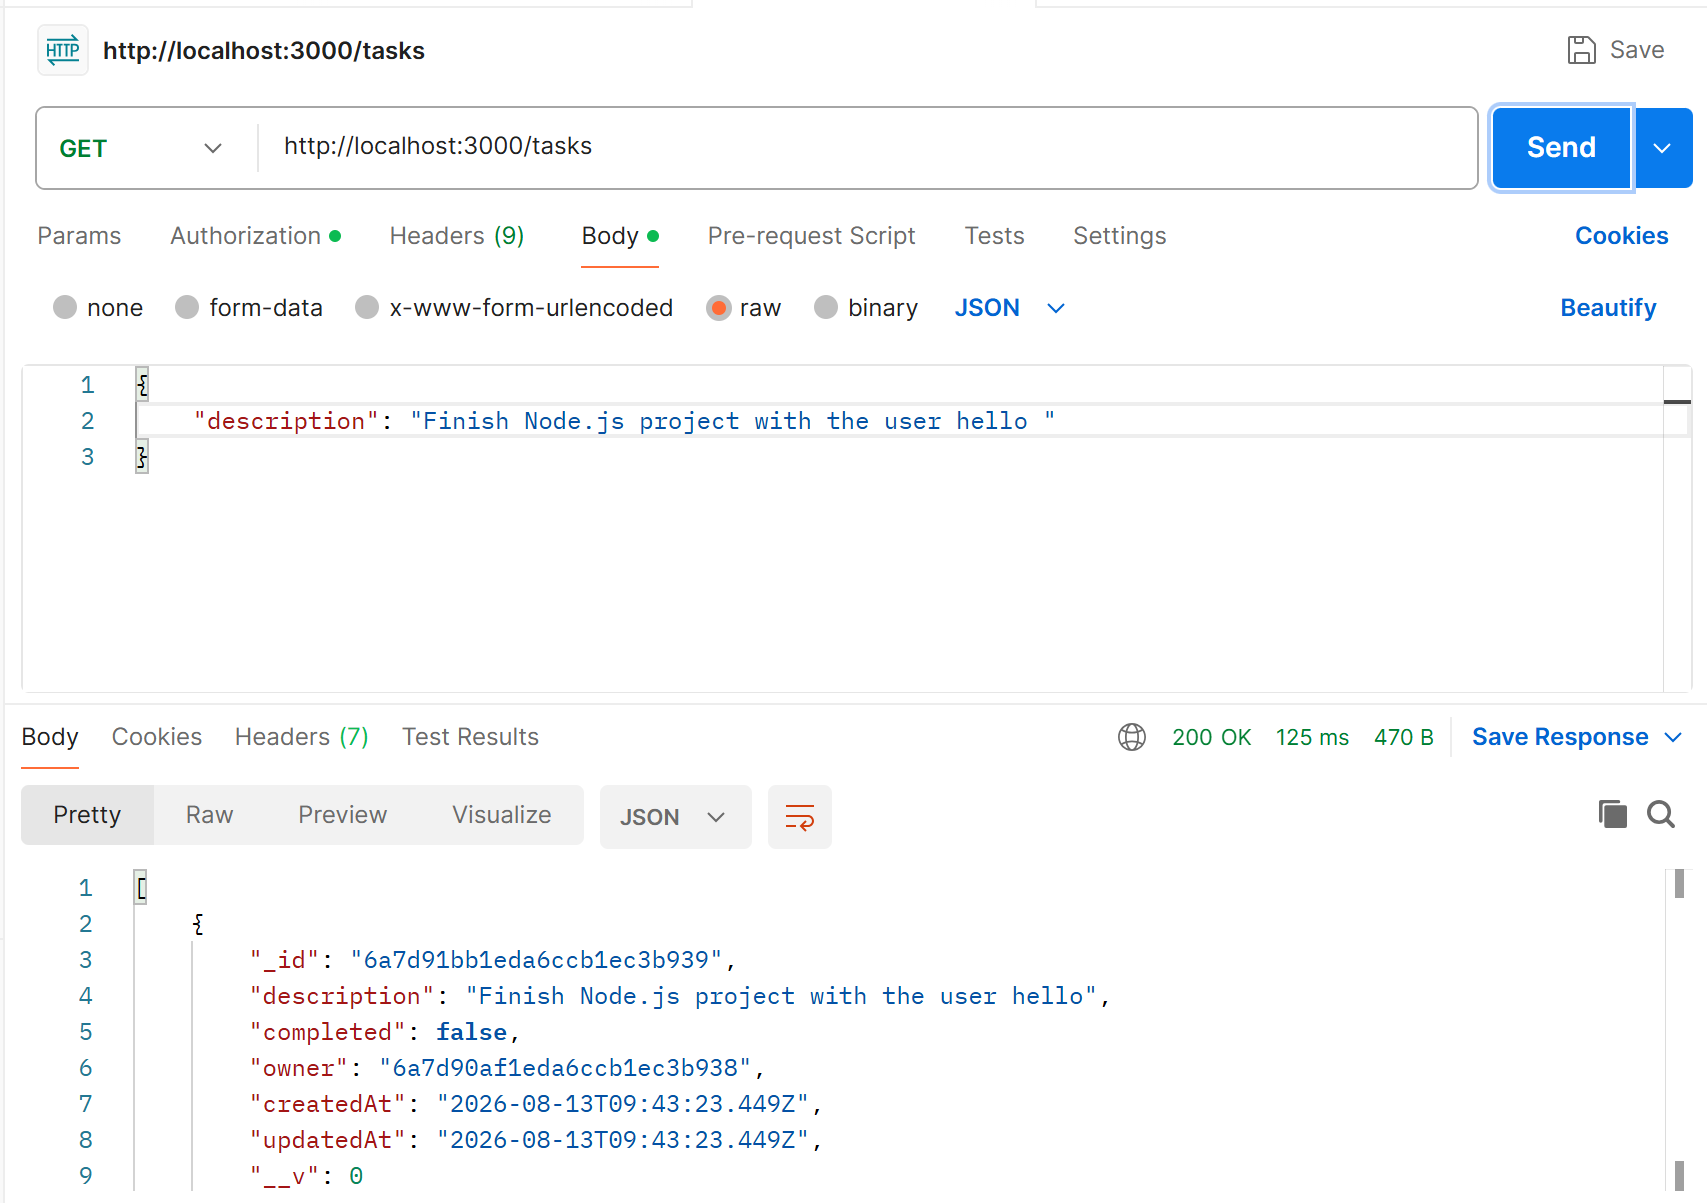 HTTP http://localhost:3000/tasks Save
GET http://localhost:3000/tasks Send
Params Authorization Headers (9) Body Pre-request Script Tests Settings Cookies
none form-data x-www-form-urlencoded raw binary JSON Beautify
1 {
2 "description": "Finish Node.js project with the user hello "
3 }
Body Cookies Headers (7) Test Results 200 OK 125 ms 470 B Save Response
Pretty Raw Preview Visualize JSON
1 [
2 {
3 "_id": "6a7d91bb1eda6ccb1ec3b939",
4 "description": "Finish Node.js project with the user hello",
5 "completed": false,
6 "owner": "6a7d90af1eda6ccb1ec3b938",
7 "createdAt": "2026-08-13T09:43:23.449Z",
8 "updatedAt": "2026-08-13T09:43:23.449Z",
9 "__v": 0